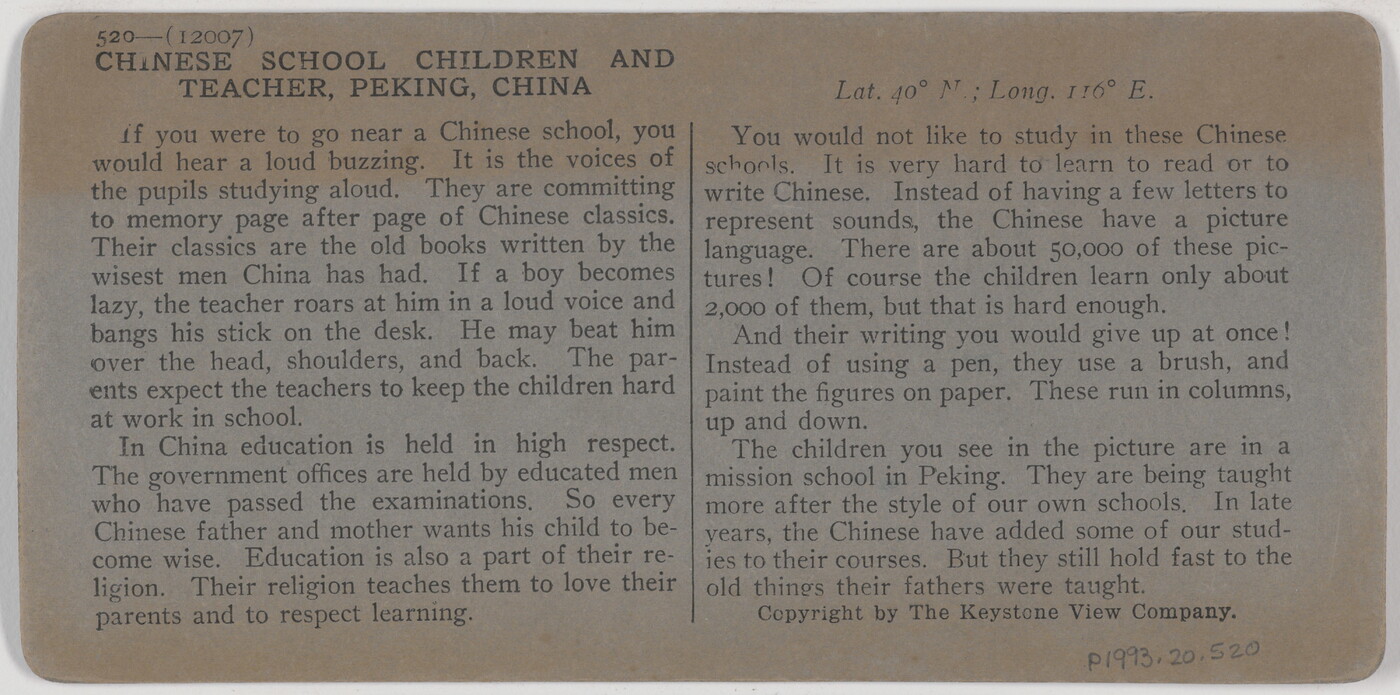 520—(12007)
CHINESE SCHOOL CHILDREN AND
TEACHER, PEKING, CHINA
If you were to go near a Chinese school, you
would hear a loud buzzing. It is the voices of
the pupils studying aloud. They are committing
to memory page after page of Chinese classics.
Their classics are the old books written by the
wisest men China has had. If a boy becomes
lazy, the teacher roars at him in a loud voice and
bangs his stick on the desk. He may beat him
over the head, shoulders, and back. The par-
ents expect the teachers to keep the children hard
at work in school.
In China education is held in high respect.
The government offices are held by educated men
who have passed the examinations. So every
Chinese father and mother wants his child to be-
come wise. Education is also a part of their re-
ligion. Their religion teaches them to love their
parents and to respect learning.
Lat. 40° N.; Long. 116° E.
You would not like to study in these Chinese
schools. It is very hard to learn to read or to
write Chinese. Instead of having a few letters to
represent sounds, the Chinese have a picture
language. There are about 50,000 of these pic-
tures! Of course the children learn only about
2,000 of them, but that is hard enough.
And their writing you would give up at once!
Instead of using a pen, they use a brush, and
paint the figures on paper. These run in columns,
up and down.
The children you see in the picture are in a
mission school in Peking. They are being taught
more after the style of our own schools. In late
years, the Chinese have added some of our stud-
ies to their courses. But they still hold fast to the
old things their fathers were taught.
Copyright by The Keystone View Company.
P1993.20.520